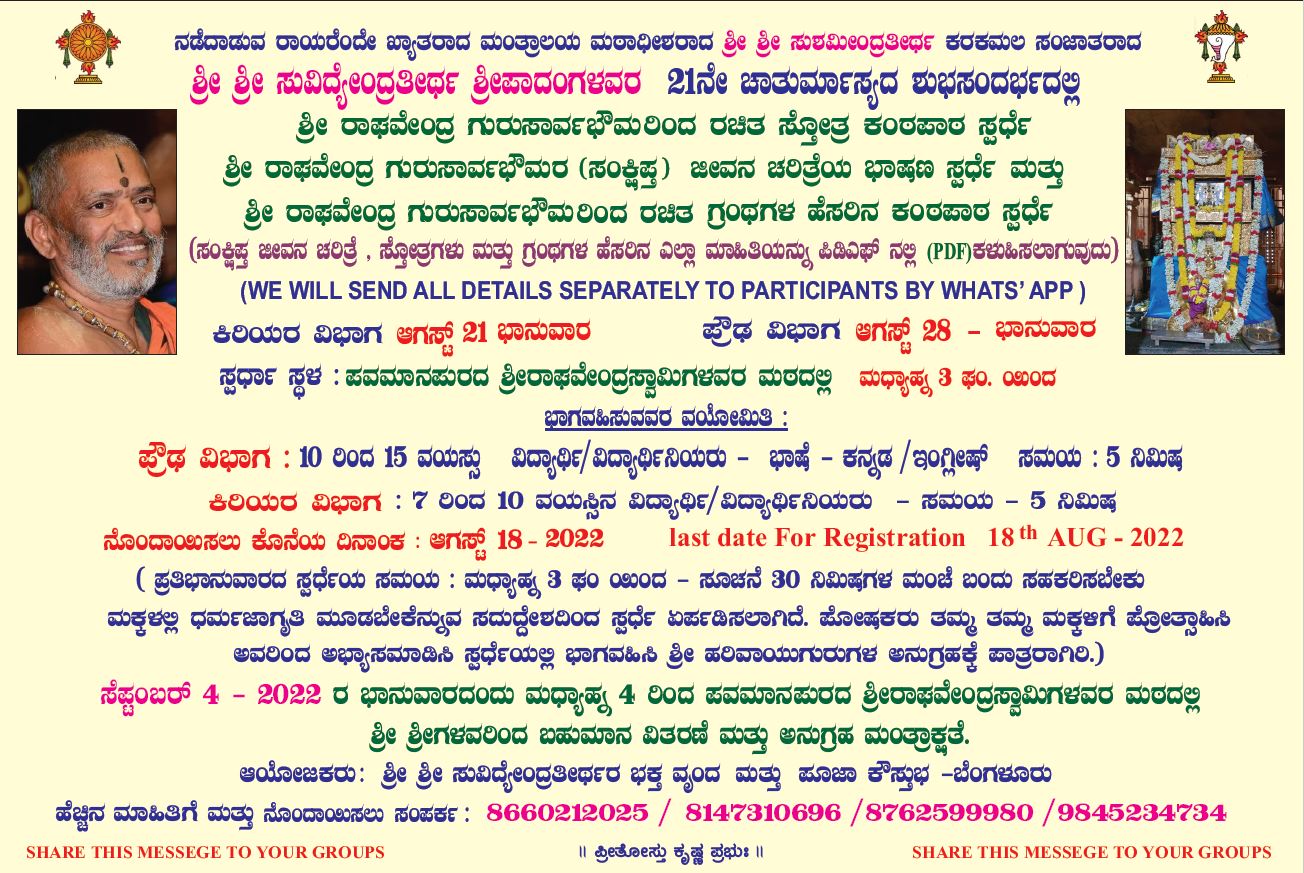 ನಡೆದಾಡುವ ರಾಯರೆಂದೇ ಖ್ಯಾತರಾದ ಮಂತ್ರಾಲಯ ಮಠಾಧೀಶರಾದ ಶ್ರೀ ಶ್ರೀ ಸುಶಮೀಂದ್ರತೀರ್ಥ ಕರಕಮಲ ಸಂಜಾತರಾದ
ಶ್ರೀ ಶ್ರೀ ಸುವಿದ್ಯೇಂದ್ರತೀರ್ಥ ಶ್ರೀಪಾದಂಗಳವರ 21ನೇ ಚಾತುರ್ಮಾಸ್ಯದ ಶುಭಸಂದರ್ಭದಲ್ಲಿ
ಶ್ರೀ ರಾಘವೇಂದ್ರ ಗುರುಸಾರ್ವಭೌಮರಿಂದ ರಚಿತ ಸ್ತೋತ್ರ ಕಂಠಪಾಠ ಸ್ಪರ್ಧೆ
ಶ್ರೀ ರಾಘವೇಂದ್ರ ಗುರುಸಾರ್ವಭೌಮರ (ಸಂಕ್ಷಿಪ್ತ) ಜೀವನ ಚರಿತ್ರೆಯ ಭಾಷಣ ಸ್ಪರ್ಧೆ ಮತ್ತು
ಶ್ರೀ ರಾಘವೇಂದ್ರ ಗುರುಸಾರ್ವಭೌಮರಿಂದ ರಚಿತ ಗ್ರಂಥಗಳ ಹೆಸರಿನ ಕಂಠಪಾಠ ಸ್ಪರ್ಧೆ
(ಸಂಕ್ಷಿಪ್ತ ಜೀವನ ಚರಿತ್ರೆ , ಸ್ತೋತ್ರಗಳು ಮತ್ತು ಗ್ರಂಥಗಳ ಹೆಸರಿನ ಎಲ್ಲಾ ಮಾಹಿತಿಯನ್ನು ಪಿಡಿಎಫ್ ನಲ್ಲಿ (PDF)ಕಳುಹಿಸಲಾಗುವುದು)
(WE WILL SEND ALL DETAILS SEPARATELY TO PARTICIPANTS BY WHATS' APP )
ಕಿರಿಯರ ವಿಭಾಗ ಆಗಸ್ಟ್ 21 ಭಾನುವಾರ ಪ್ರೌಢ ವಿಭಾಗ ಆಗಸ್ಟ್ 28 - ಭಾನುವಾರ
ಸ್ಪರ್ಧಾ ಸ್ಥಳ : ಪವಮಾನಪುರದ ಶ್ರೀರಾಘವೇಂದ್ರಸ್ವಾಮಿಗಳವರ ಮಠದಲ್ಲಿ ಮಧ್ಯಾಹ್ನ 3 ಘಂ. ಯಿಂದ
ಭಾಗವಹಿಸುವವರ ವಯೋಮಿತಿ :
ಪ್ರೌಢ ವಿಭಾಗ : 10 ರಿಂದ 15 ವಯಸ್ಸು ವಿದ್ಯಾರ್ಥಿ/ವಿದ್ಯಾರ್ಥಿನಿಯರು - ಭಾಷೆ - ಕನ್ನಡ /ಇಂಗ್ಲೀಷ್ ಸಮಯ : 5 ನಿಮಿಷ
ಕಿರಿಯರ ವಿಭಾಗ : 7 ರಿಂದ 10 ವಯಸ್ಸಿನ ವಿದ್ಯಾರ್ಥಿ/ವಿದ್ಯಾರ್ಥಿನಿಯರು - ಸಮಯ - 5 ನಿಮಿಷ
ನೊಂದಾಯಿಸಲು ಕೊನೆಯ ದಿನಾಂಕ : ಆಗಸ್ಟ್ 18 - 2022 last date For Registration 18th AUG - 2022
( ಪ್ರತಿಭಾನುವಾರದ ಸ್ಪರ್ಧೆಯ ಸಮಯ : ಮಧ್ಯಾಹ್ನ 3 ಘಂ ಯಿಂದ - ಸೂಚನೆ 30 ನಿಮಿಷಗಳ ಮಂಚೆ ಬಂದು ಸಹಕರಿಸಬೇಕು
ಮಕ್ಕಳಲ್ಲಿ ಧರ್ಮಜಾಗೃತಿ ಮೂಡಬೇಕೆನ್ನುವ ಸದುದ್ದೇಶದಿಂದ ಸ್ಪರ್ಧೆ ಏರ್ಪಡಿಸಲಾಗಿದೆ. ಪೋಷಕರು ತಮ್ಮ ತಮ್ಮ ಮಕ್ಕಳಿಗೆ ಪ್ರೋತ್ಸಾಹಿಸಿ
ಅವರಿಂದ ಅಭ್ಯಾಸಮಾಡಿಸಿ ಸ್ಪರ್ಧೆಯಲ್ಲಿ ಭಾಗವಹಿಸಿ ಶ್ರೀ ಹರಿವಾಯುಗುರುಗಳ ಅನುಗ್ರಹಕ್ಕೆ ಪಾತ್ರರಾಗಿರಿ.)
ಸೆಪ್ಟಂಬರ್ 4 - 2022 ರ ಭಾನುವಾರದಂದು ಮಧ್ಯಾಹ್ನ 4 ರಿಂದ ಪವಮಾನಪುರದ ಶ್ರೀರಾಘವೇಂದ್ರಸ್ವಾಮಿಗಳವರ ಮಠದಲ್ಲಿ
ಶ್ರೀ ಶ್ರೀಗಳವರಿಂದ ಬಹುಮಾನ ವಿತರಣೆ ಮತ್ತು ಅನುಗ್ರಹ ಮಂತ್ರಾಕ್ಷತೆ.
ಆಯೋಜಕರು: ಶ್ರೀ ಶ್ರೀ ಸುವಿದ್ಯೇಂದ್ರತೀರ್ಥರ ಭಕ್ತ ವೃಂದ ಮತ್ತು ಪೂಜಾ ಕೌಸ್ತುಭ -ಬೆಂಗಳೂರು
ಹೆಚ್ಚಿನ ಮಾಹಿತಿಗೆ ಮತ್ತು ನೊಂದಾಯಿಸಲು ಸಂಪರ್ಕ : 8660212025 / 8147310696 /8762599980 /9845234734
SHARE THIS MESSEGE TO YOUR GROUPS ॥ ಪ್ರೀತೋಸ್ತು ಕೃಷ್ಣ ಪ್ರಭುಃ ॥ SHARE THIS MESSEGE TO YOUR GROUPS